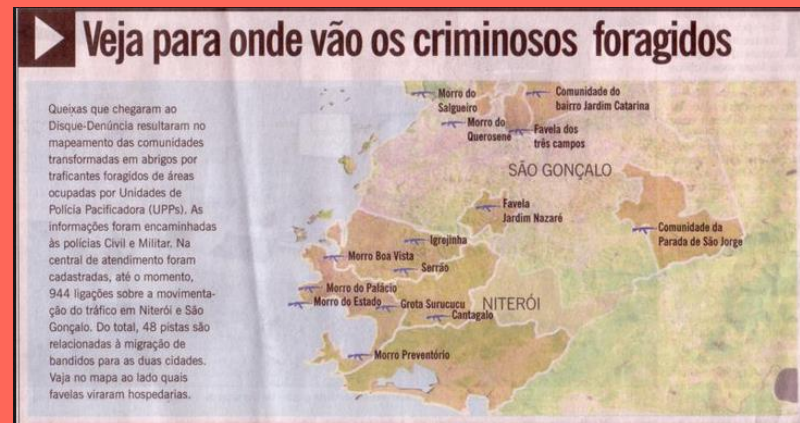 Veja para onde vão os criminosos foragidos
Queixas que chegaram ao
Disque-Denúncia resultaram no
mapeamento das comunidades
transformadas em abrigos por
traficantes foragidos de áreas
ocupadas por Unidades de
Polícia Pacificadora (UPPs). As
informações foram encaminhadas
às polícias Civil e Militar. Na
central de atendimento foram
cadastradas, até o momento,
944 ligações sobre a movimenta-
ção do tráfico em Niterói e São
Gonçalo. Do total, 48 pistas são
relacionadas à migração de
bandidos para as duas cidades.
Vaja no mapa ao lado quais
favelas viraram hospedarias.
Morro do
Salgueiro
Comunidade do
bairro Jardim Catarina
Morro do
Querosene
Favela dos
três campos
SÃO GONÇALO
Favela
Jardim Nazaré
Comunidade da
Parada de São Jorge
Igrejinha
Morro Boa Vista
Serrão
Morro do Palácio
Morro do Estado
Grota Surucucu
NITERÓI
Cantagalo
Morro Preventório